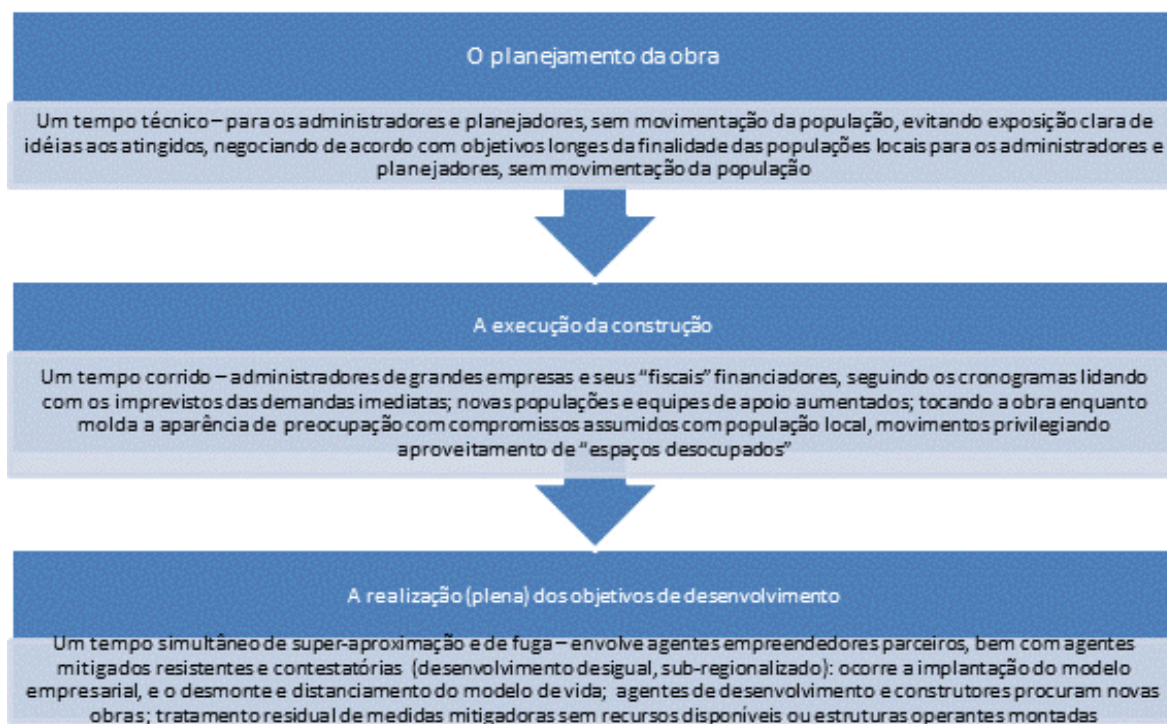 O planejamento da obra
Um tempo técnico – para os administradores e planejadores, sem movimentação da população, evitando exposição clara de
idéias aos atingidos, negociando de acordo com objetivos longes da finalidade das populações locais para os administradores e
planejadores, sem movimentação da população
A execução da construção
Um tempo corrido – administradores de grandes empresas e seus “fiscais” financiadores, seguindo os cronogramas lidando
com os imprevistos das demandas imediatas; novas populações e equipes de apoio aumentados; tocando a obra enquanto
molda a aparência de preocupação com compromissos assumidos com população local, movimentos privilegiando
aproveitamento de “espaços desocupados”
A realização (plena) dos objetivos de desenvolvimento
Um tempo simultâneo de super-aproximação e de fuga – envolve agentes empreendedores parceiros, bem com agentes
mitigados resistentes e contestatórias (desenvolvimento desigual, sub-regionalizado): ocorre a implantação do modelo
empresarial, e o desmonte e distanciamento do modelo de vida; agentes de desenvolvimento e construtores procuram novas
obras; tratamento residual de medidas mitigadoras sem recursos disponíveis ou estruturas operantes montadas